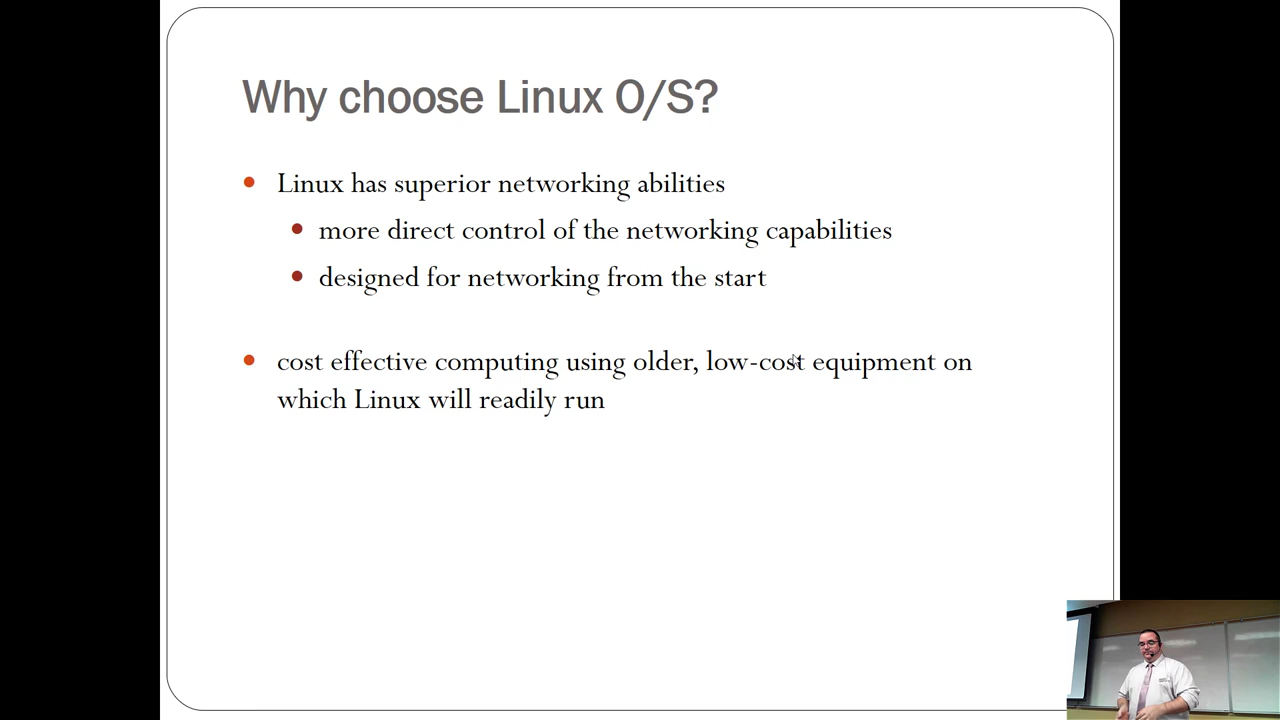 Why choose Linux O/S?
Linux has superior networking abilities
more direct control of the networking capabilities
designed for networking from the start
cost effective computing using older, low-cost equipment on
which Linux will readily run